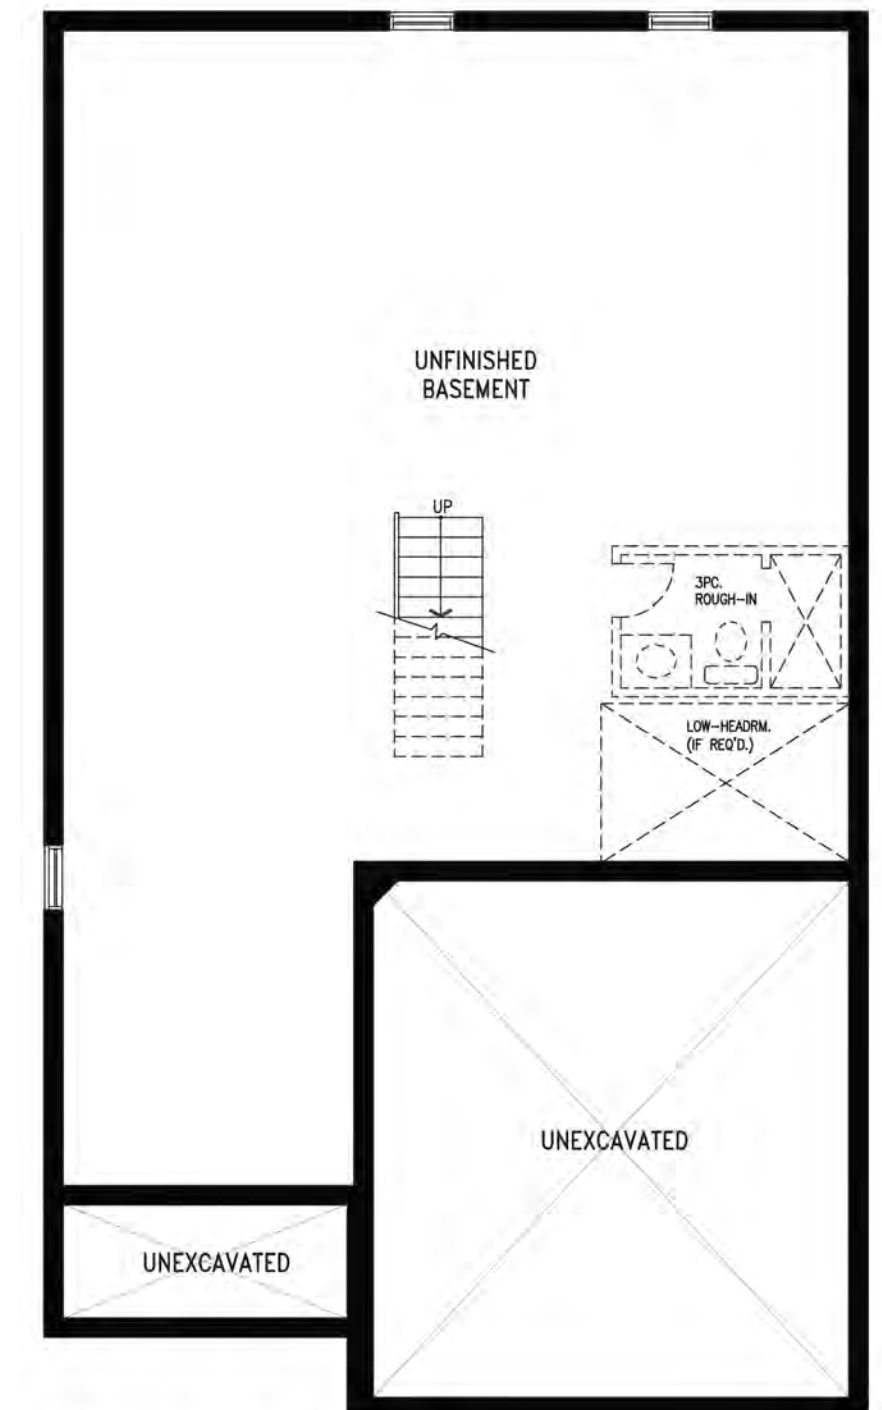 UNFINISHED
BASEMENT
UP
3PC.
ROUGH-IN
LOW-HEADRM.
(IF REQ'D.)
UNEXCAVATED
UNEXCAVATED